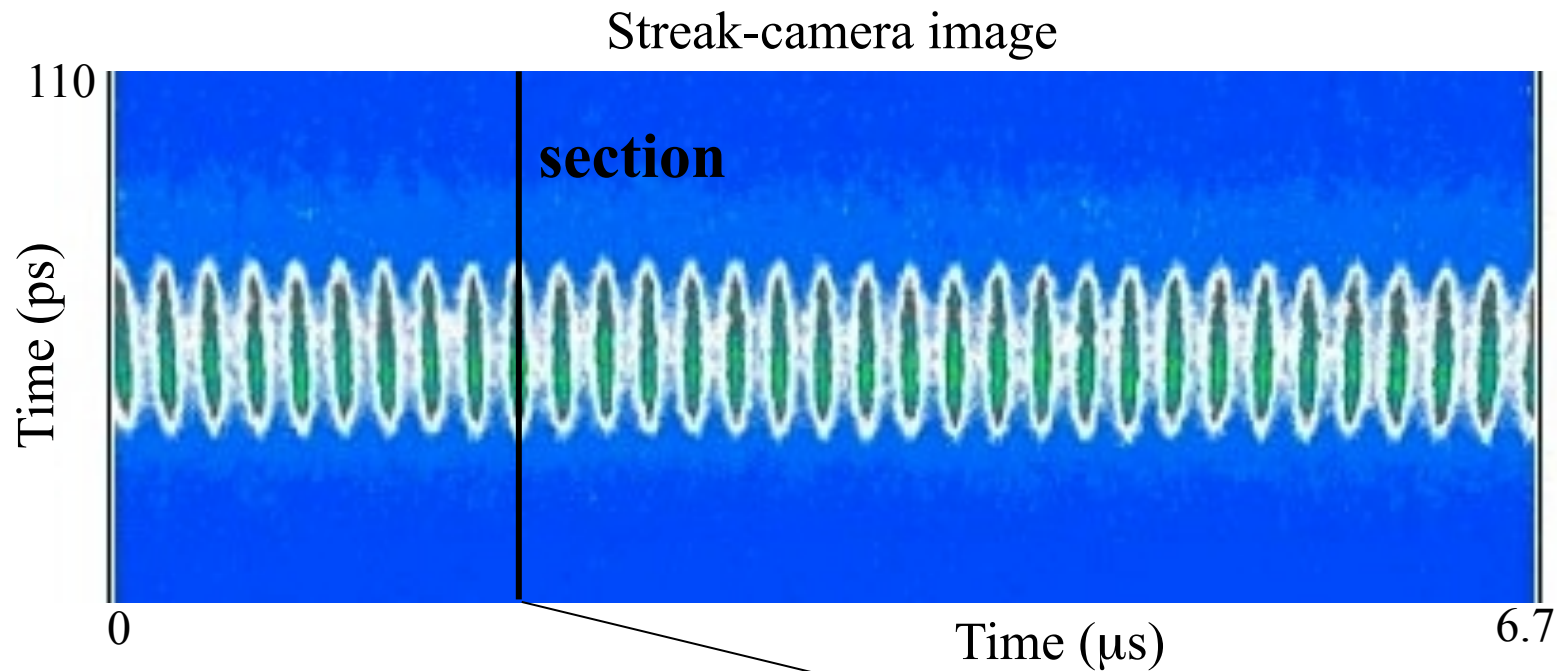 Streak-camera image
110
section
Time (ps)
0
Time (μs)
6.7